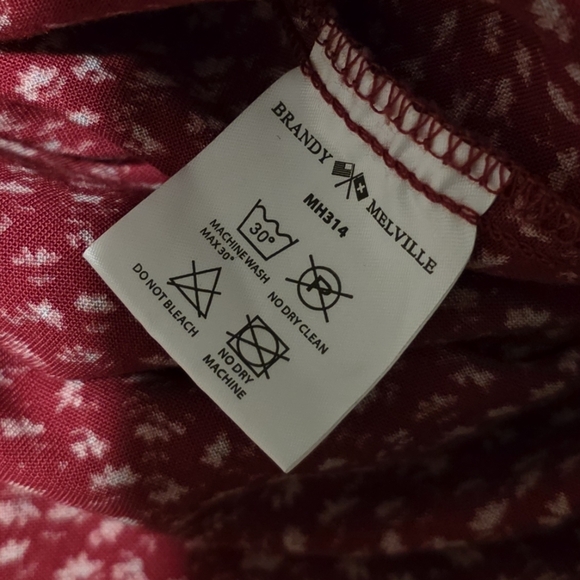 BRANDY MELVILLE
MH314
30°
MACHINE WASH
MAX 30°
P
NO DRY CLEAN
DO NOT BLEACH
NO DRY
MACHINE